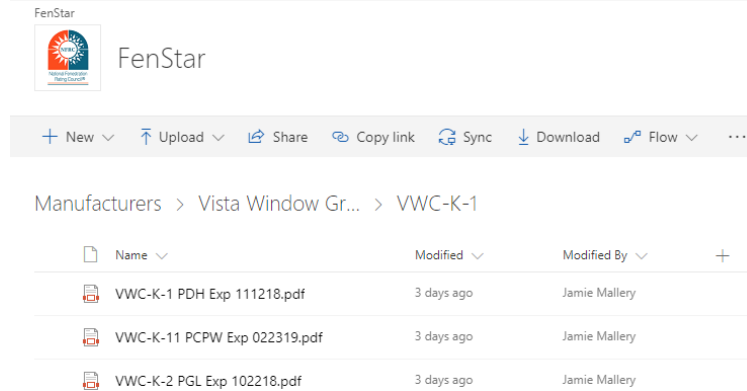 FenStar
NFRC
National Fenestration
Rating Council®
FenStar
+ New Upload Share Copy link Sync Download Flow ...
Manufacturers > Vista Window Gr... > VWC-K-1
Name Modified Modified By +
VWC-K-1 PDH Exp 111218.pdf 3 days ago Jamie Mallery
VWC-K-11 PCPW Exp 022319.pdf 3 days ago Jamie Mallery
VWC-K-2 PGL Exp 102218.pdf 3 days ago Jamie Mallery